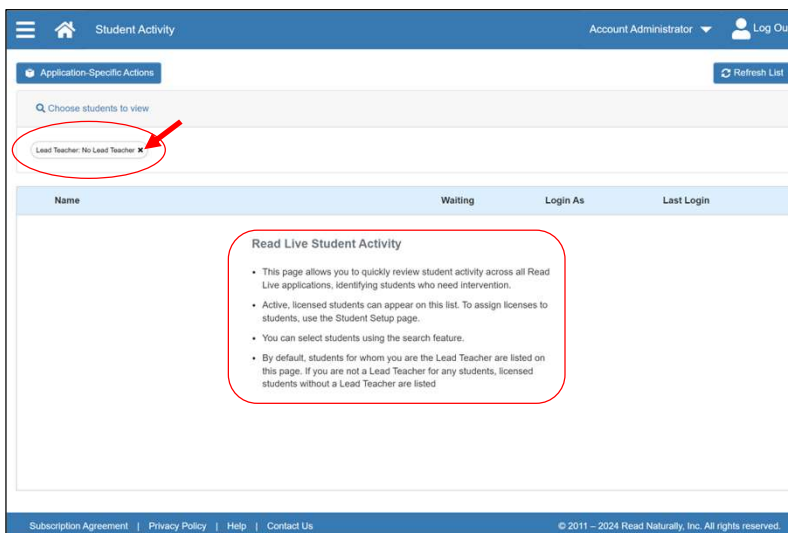 Student Activity
Account Administrator
Log Ou
Application-Specific Actions
Refresh List
Choose students to view
Lead Teacher: No Lead Teacher ✖
Name Waiting Login As Last Login
Read Live Student Activity
• This page allows you to quickly review student activity across all Read
Live applications, identifying students who need intervention.
• Active, licensed students can appear on this list. To assign licenses to
students, use the Student Setup page.
• You can select students using the search feature.
• By default, students for whom you are the Lead Teacher are listed on
this page. If you are not a Lead Teacher for any students, licensed
students without a Lead Teacher are listed
Subscription Agreement | Privacy Policy | Help | Contact Us
© 2011 – 2024 Read Naturally, Inc. All rights reserved.